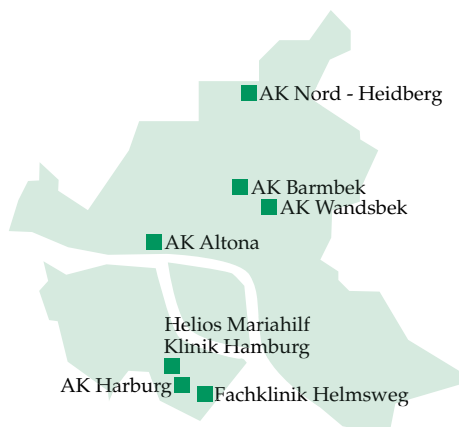 AK Nord - Heidberg
AK Barmbek
AK Wandsbek
AK Altona
Helios Mariahilf
Klinik Hamburg
AK Harburg
Fachklinik Helmsweg